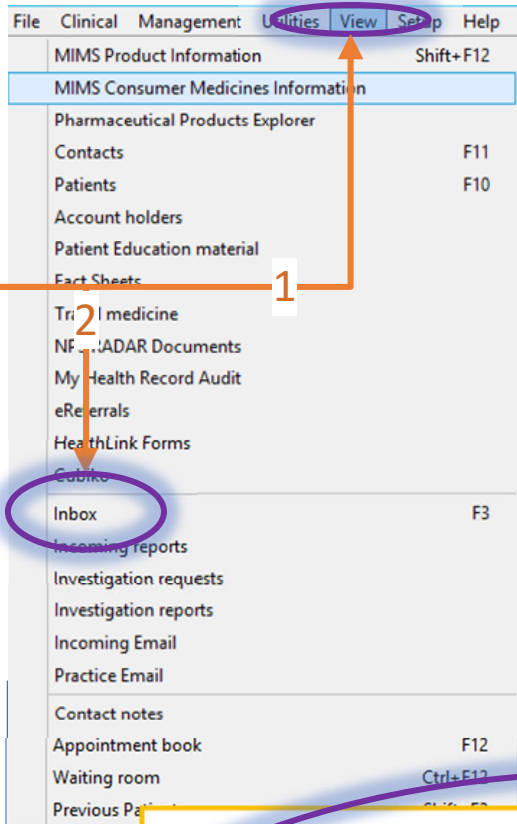 File Clinical Management Utilities View Setup Help
MIMS Product Information Shift+F12
MIMS Consumer Medicines Information
Pharmaceutical Products Explorer
Contacts F11
Patients F10
Account holders
Patient Education material
Fact Sheets
1
Travel medicine
2
NPS RADAR Documents
My Health Record Audit
eReferrals
HealthLink Forms
Cubiko
Inbox F3
Incoming reports
Investigation requests
Investigation reports
Incoming Email
Practice Email
Contact notes
Appointment book F12
Waiting room Ctrl+F12
Previous